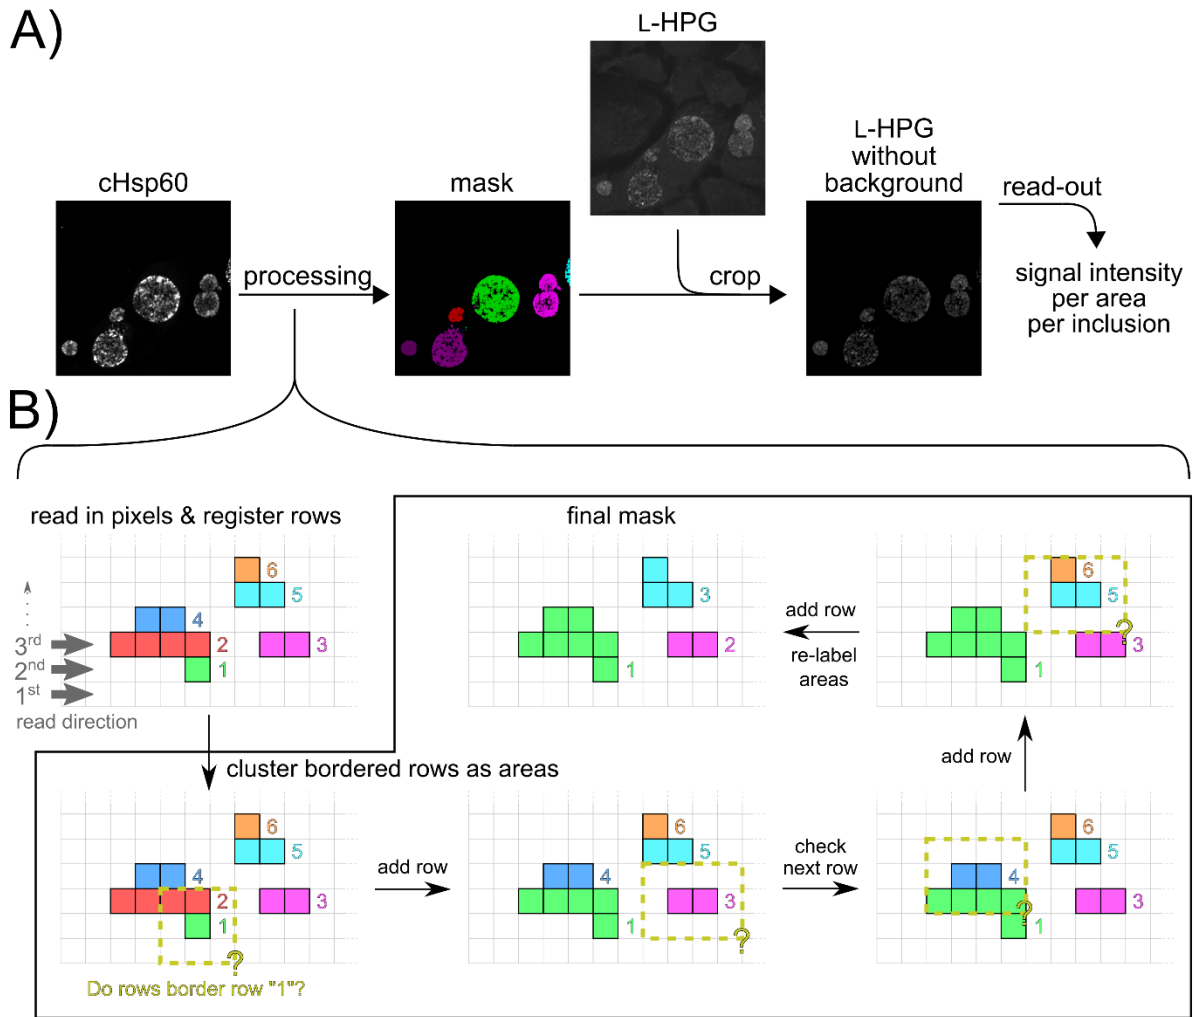 A)
L-HPG
cHsp60
mask
L-HPG
without
background
read-out
processing
crop
signal intensity
per area
per inclusion
B)
read in pixels & register rows
final mask
6
5
4
3rd
2
3
2nd
1
1st
read direction
3
2
1
add row
re-label
areas
6
5
?
3
1
cluster bordered rows as areas
add row
6
5
4
2
3
1
?
Do rows border row "1"?
add row
6
5
4
3
1
?
check
next row
6
5
4
3
?
1